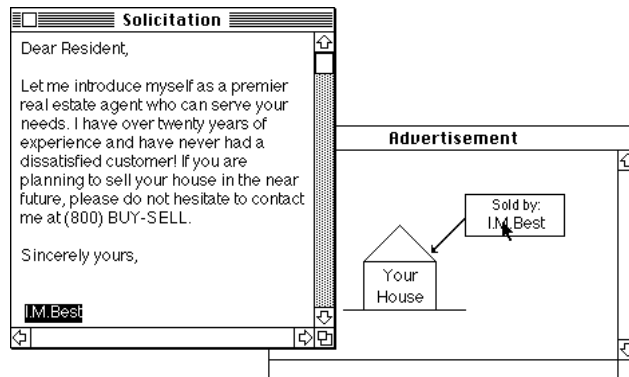 Solicitation
Dear Resident,
Let me introduce myself as a premier
real estate agent who can serve your
needs. I have over twenty years of
experience and have never had a
dissatisfied customer! If you are
planning to sell your house in the near
future, please do not hesitate to contact
me at (800) BUY-SELL.
Sincerely yours,
I.M.Best
Advertisement
Sold by:
I.M.Best
Your
House